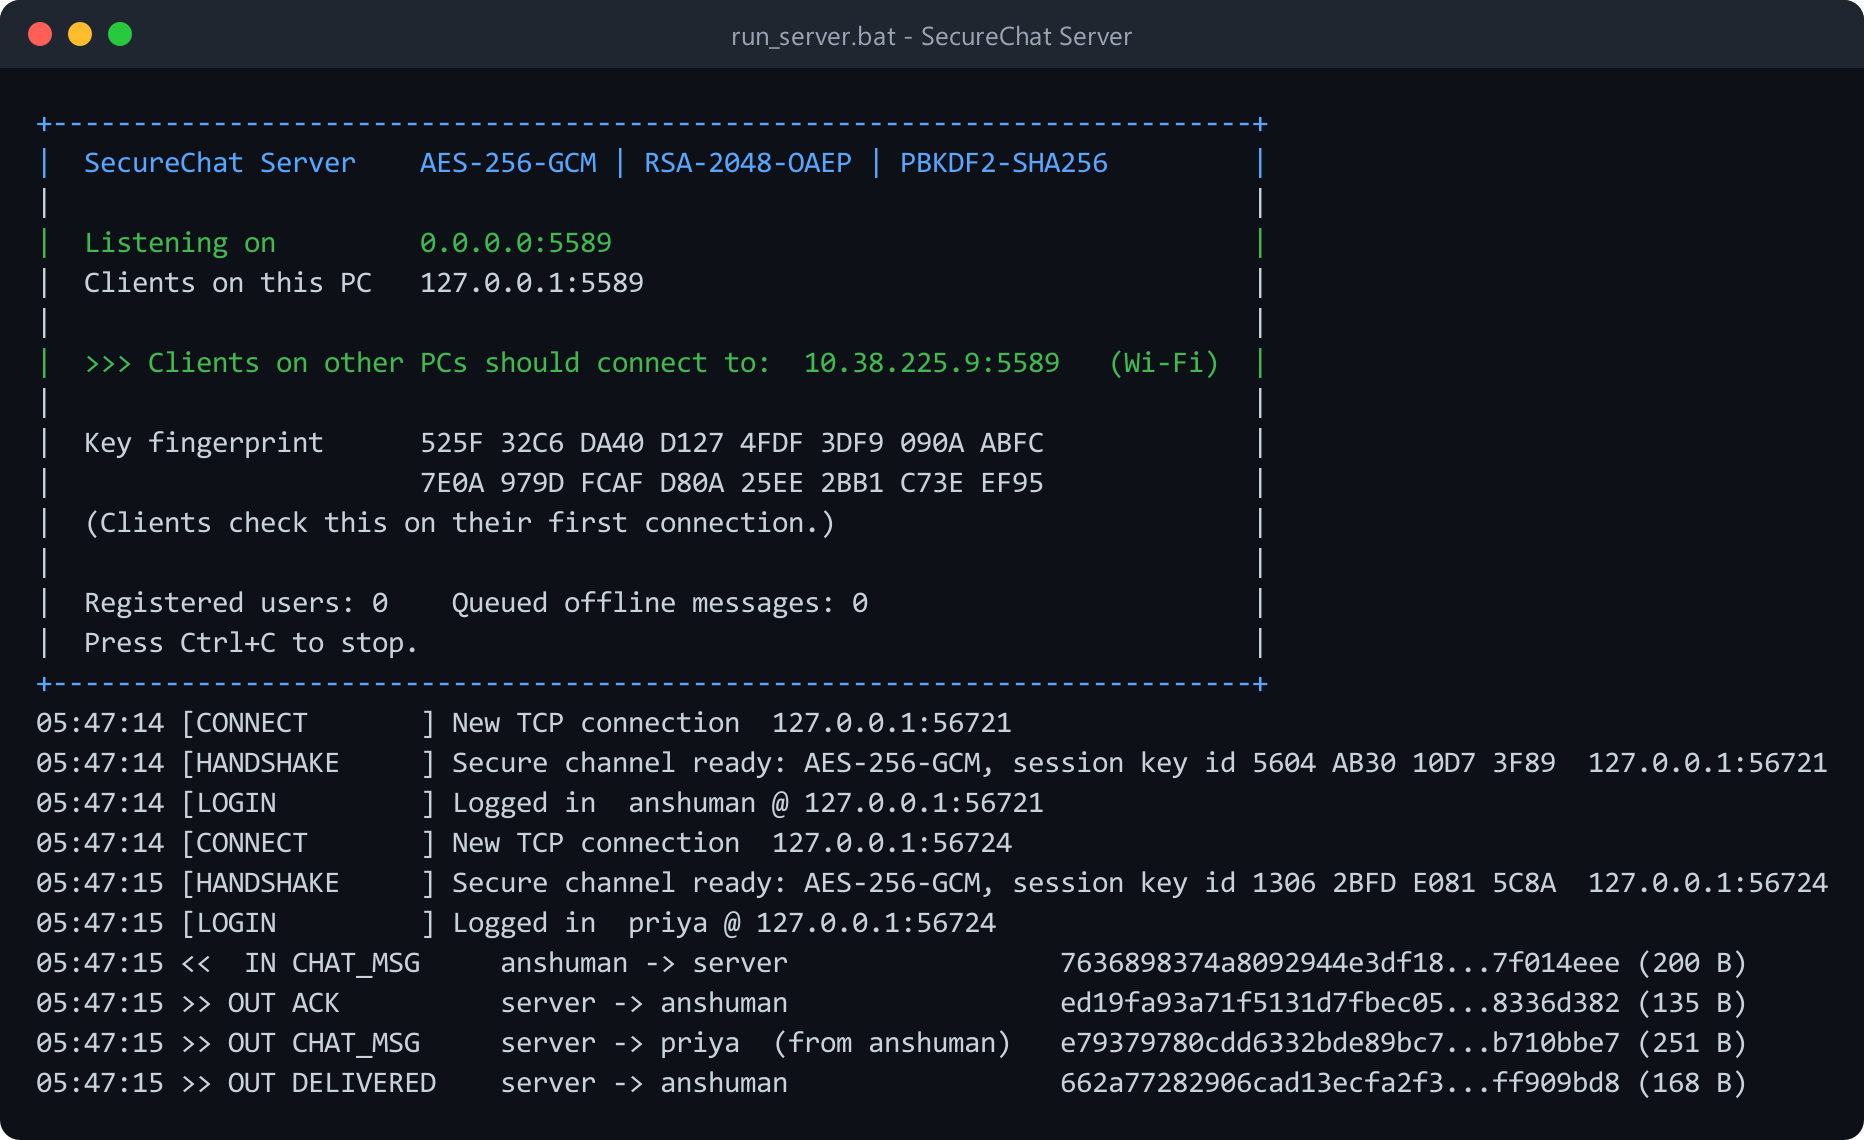 run_server.bat - SecureChat Server
+---------------------------------------------------------------------------+
|  SecureChat Server    AES-256-GCM | RSA-2048-OAEP | PBKDF2-SHA256         |
|                                                                           |
|  Listening on         0.0.0.0:5589                                        |
|  Clients on this PC   127.0.0.1:5589                                      |
|                                                                           |
|  >>> Clients on other PCs should connect to:  10.38.225.9:5589   (Wi-Fi)  |
|                                                                           |
|  Key fingerprint      525F 32C6 DA40 D127 4FDF 3DF9 090A ABFC             |
|                       7E0A 979D FCAF D80A 25EE 2BB1 C73E EF95             |
|  (Clients check this on their first connection.)                          |
|                                                                           |
|  Registered users: 0    Queued offline messages: 0                        |
|  Press Ctrl+C to stop.                                                    |
+---------------------------------------------------------------------------+
05:47:14 [CONNECT       ] New TCP connection  127.0.0.1:56721
05:47:14 [HANDSHAKE     ] Secure channel ready: AES-256-GCM, session key id 5604 AB30 10D7 3F89  127.0.0.1:56721
05:47:14 [LOGIN         ] Logged in  anshuman @ 127.0.0.1:56721
05:47:14 [CONNECT       ] New TCP connection  127.0.0.1:56724
05:47:15 [HANDSHAKE     ] Secure channel ready: AES-256-GCM, session key id 1306 2BFD E081 5C8A  127.0.0.1:56724
05:47:15 [LOGIN         ] Logged in  priya @ 127.0.0.1:56724
05:47:15 <<  IN CHAT_MSG     anshuman -> server                 7636898374a8092944e3df18...7f014eee (200 B)
05:47:15 >> OUT ACK          server -> anshuman                 ed19fa93a71f5131d7fbec05...8336d382 (135 B)
05:47:15 >> OUT CHAT_MSG     server -> priya  (from anshuman)   e79379780cdd6332bde89bc7...b710bbe7 (251 B)
05:47:15 >> OUT DELIVERED    server -> anshuman                 662a77282906cad13ecfa2f3...ff909bd8 (168 B)